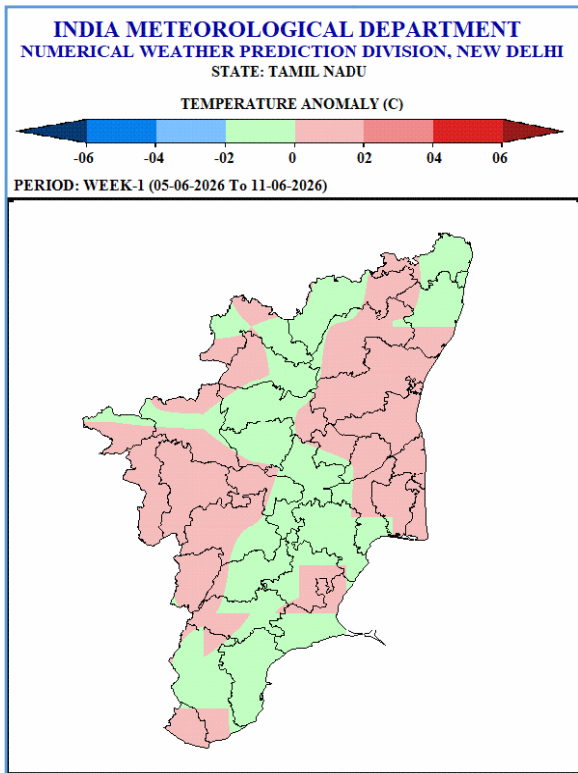 INDIA METEOROLOGICAL DEPARTMENT
NUMERICAL WEATHER PREDICTION DIVISION, NEW DELHI
STATE: TAMIL NADU
TEMPERATURE ANOMALY (C)
-06 -04 -02 0 02 04 06
PERIOD: WEEK-1 (05-06-2026 To 11-06-2026)